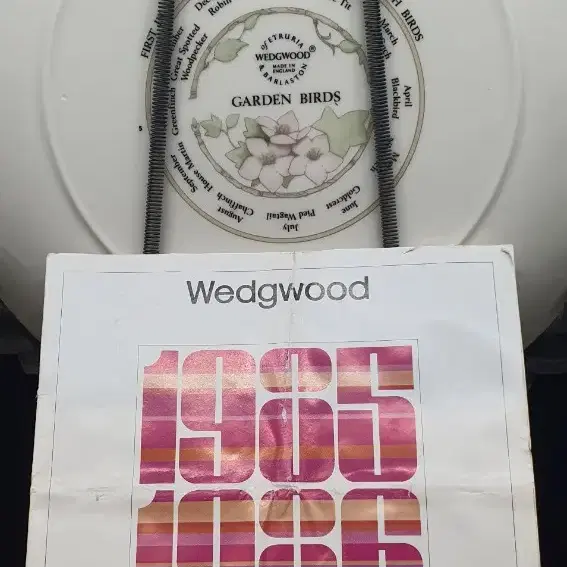 of ETRURIA
WEDGWOOD®
MADE IN
ENGLAND
& BARLASTON
GARDEN BIRDS
FIRST
BIRDS
Robin
Great Spotted
Woodpecker
Greenfinch
September
House Martin
August
Chaffinch
July
Pied Wagtail
June
Goldcrest
April
Blackbird
March
Tit
Wedgwood
1985
1986